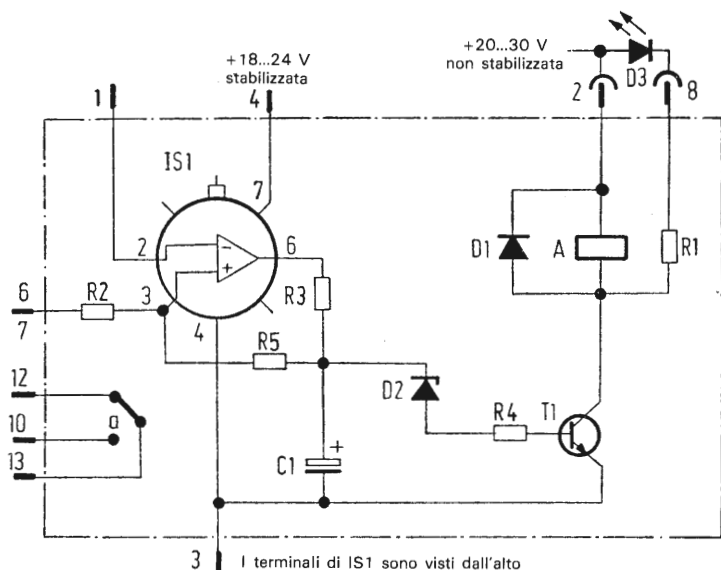 +18...24 V
stabilizzata
+20...30 V
non stabilizzata
D3
1
4
2
8
IS1
7
2
6
3
4
D1
A
R1
6
7
R2
R3
R5
12
10
13
a
D2
R4
T1
C1
+
3
I terminali di IS1 sono visti dall'alto